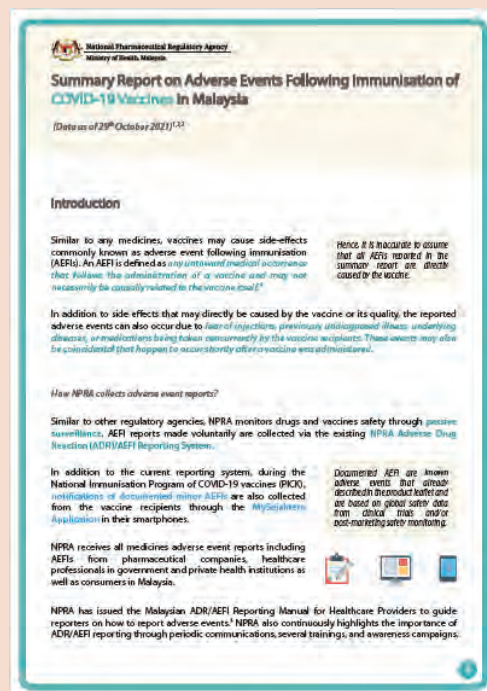 National Pharmaceutical Regulatory Agency
Ministry of Health, Malaysia
Summary Report on Adverse Events Following Immunisation of
COVID-19 Vaccines in Malaysia
(Data as of 29th October 2021)1,2,3
Introduction
Similar to any medicines, vaccines may cause side-effects
commonly known as adverse event following immunisation
(AEFIs). An AEFI is defined as any untoward medical occurrence
that follows the administration of a vaccine and may not
necessarily be causally related to the vaccine itself.4
Hence, it is inaccurate to assume
that all AEFIs reported in the
summary report are directly
caused by the vaccine.
In addition to side effects that may directly be caused by the vaccine or its quality, the reported
adverse events can also occur due to fear of injections, previously undiagnosed illness, underlying
diseases, or medications being taken concurrently by the vaccine recipients. These events may also
be coincidental that happen to occur shortly after a vaccine was administered.
How NPRA collects adverse event reports?
Similar to other regulatory agencies, NPRA monitors drugs and vaccines safety through passive
surveillance. AEFI reports made voluntarily are collected via the existing NPRA Adverse Drug
Reaction (ADR)/AEFI Reporting System.
In addition to the current reporting system, during the
National Immunisation Program of COVID-19 vaccines (PICK),
notifications of documented minor AEFIs are also collected
from the vaccine recipients through the MySejahtera
Application in their smartphones.
Documented AEFI are known
adverse events that already
described in the product leaflet and
are based on global safety data
from clinical trials and/or
post-marketing safety monitoring.
NPRA receives all medicines adverse event reports including
AEFIs from pharmaceutical companies, healthcare
professionals in government and private health institutions as
well as consumers in Malaysia.
NPRA has issued the Malaysian ADR/AEFI Reporting Manual for Healthcare Providers to guide
reporters on how to report adverse events.5 NPRA also continuously highlights the importance of
ADR/AEFI reporting through periodic communications, several trainings, and awareness campaigns.